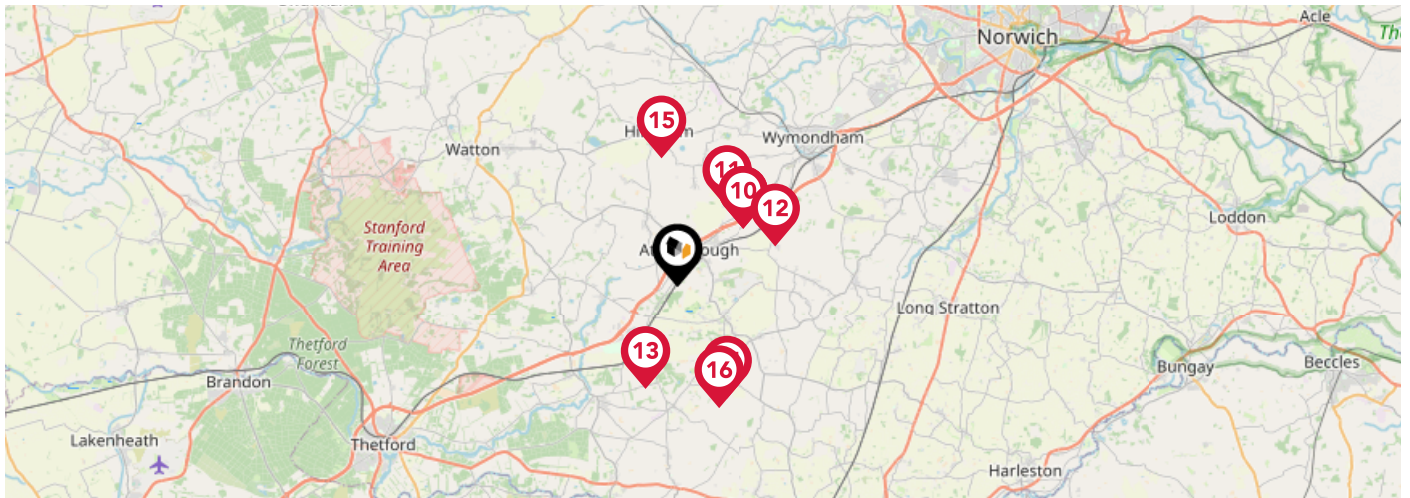 Acle
Norwich
15
Wymondham
Watton
11
10
12
Loddon
Stanford
Training
Area
Long Stratton
Thetford
Forest
13
16
Brandon
Bungay
Beccles
Lakenheath
Thetford
Harleston